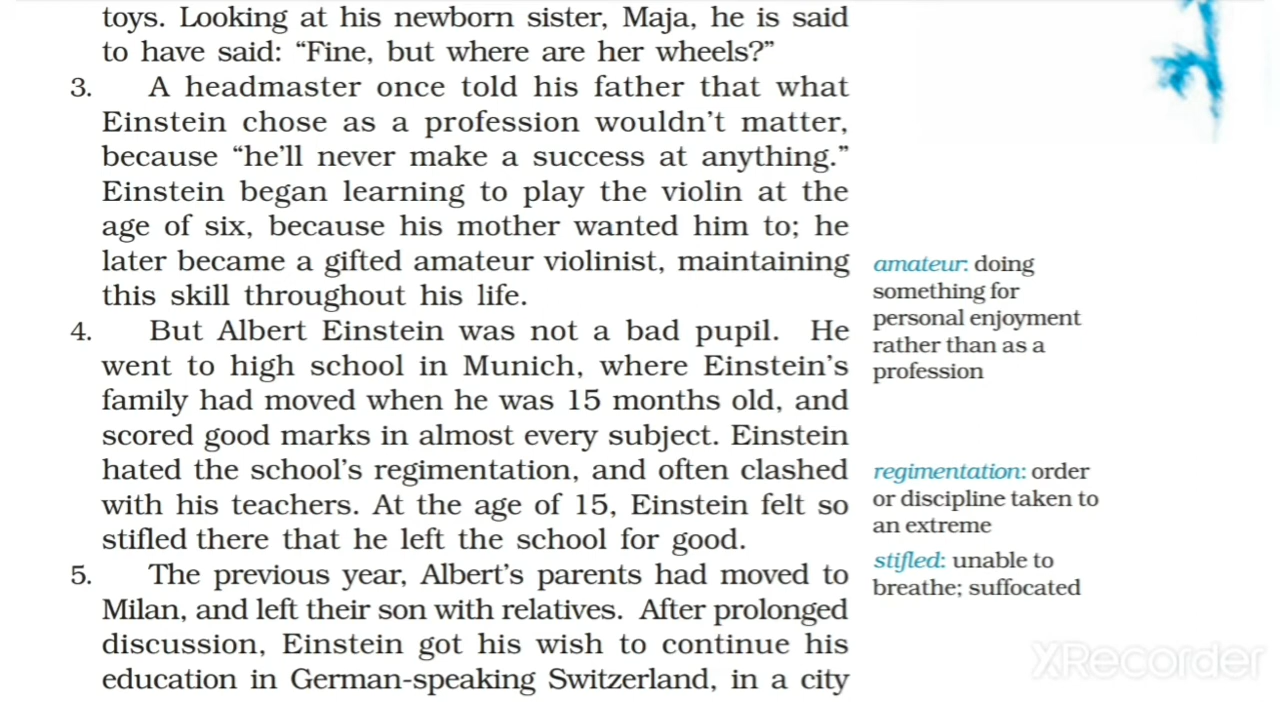 toys. Looking at his newborn sister, Maja, he is said
to have said: “Fine, but where are her wheels?”
3. A headmaster once told his father that what
Einstein chose as a profession wouldn’t matter,
because “he’ll never make a success at anything.”
Einstein began learning to play the violin at the
age of six, because his mother wanted him to; he
later became a gifted amateur violinist, maintaining
this skill throughout his life.
amateur: doing
something for
personal enjoyment
rather than as a
profession
4. But Albert Einstein was not a bad pupil. He
went to high school in Munich, where Einstein’s
family had moved when he was 15 months old, and
scored good marks in almost every subject. Einstein
hated the school’s regimentation, and often clashed
with his teachers. At the age of 15, Einstein felt so
stifled there that he left the school for good.
regimentation: order
or discipline taken to
an extreme
stifled: unable to
breathe; suffocated
5. The previous year, Albert’s parents had moved to
Milan, and left their son with relatives. After prolonged
discussion, Einstein got his wish to continue his
education in German-speaking Switzerland, in a city
XRecorder